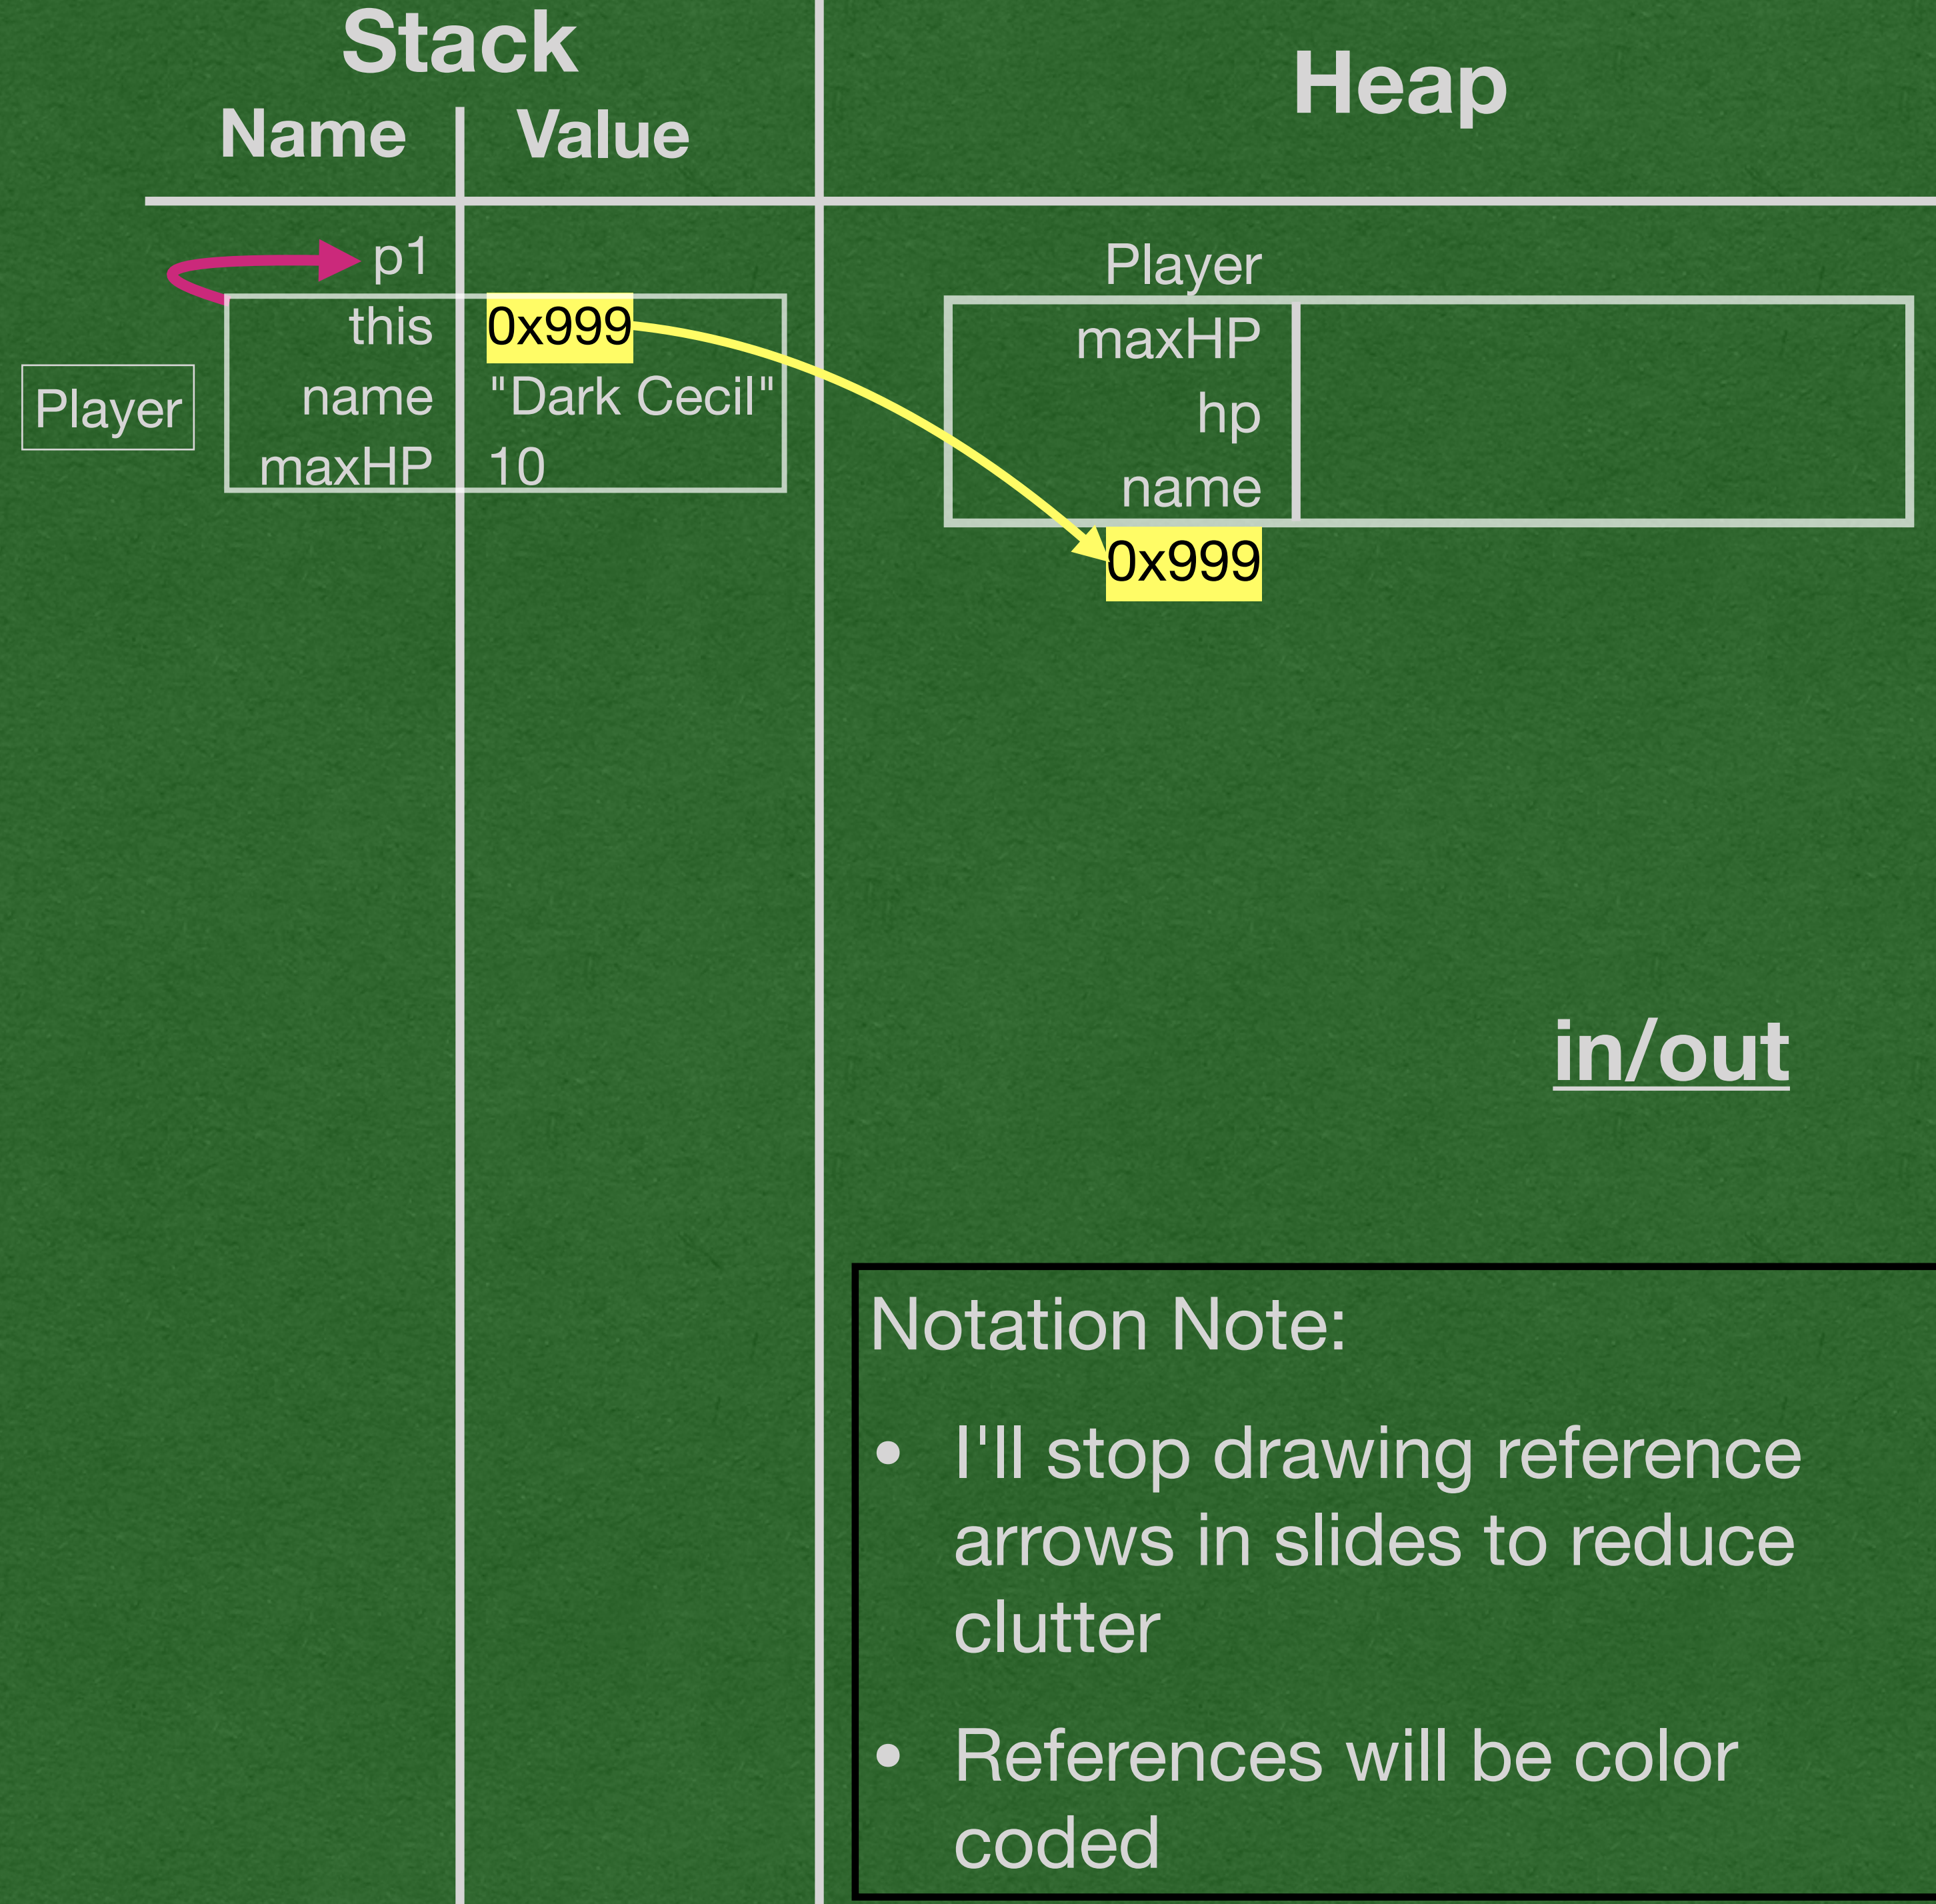 Stack
Heap
Name Value
p1
this 0x999
name "Dark Cecil"
maxHP 10
Player
Player
maxHP
hp
name
0x999
in/out
Notation Note:
• I'll stop drawing reference
arrows in slides to reduce
clutter
• References will be color
coded